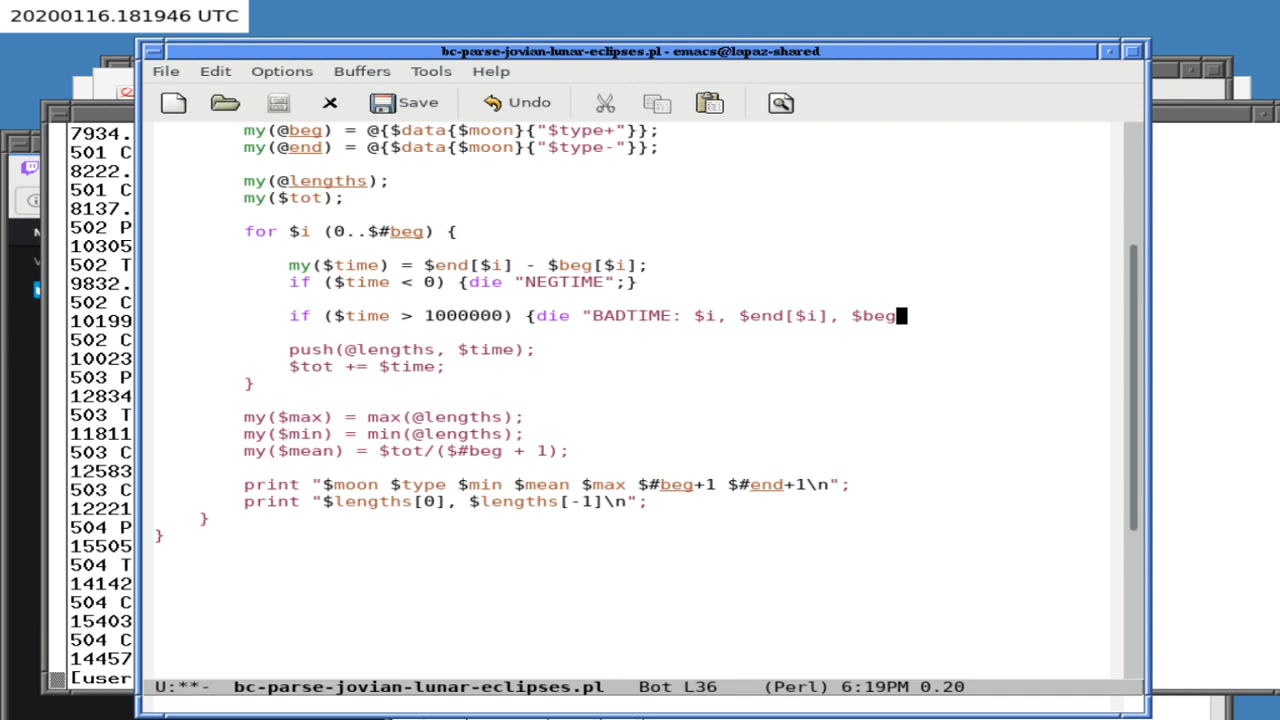 20200116.181946 UTC
bc-parse-jovian-lunar-eclipses.pl - emacs@lapaz-shared
File Edit Options Buffers Tools Help
Save Undo
my(@beg) = @{$data{$moon}{"$type+"}};
my(@end) = @{$data{$moon}{"$type-"}};
my(@lengths);
my($tot);
for $i (0..$#beg) {
my($time) = $end[$i] - $beg[$i];
if ($time < 0) {die "NEGTIME";}
if ($time > 1000000) {die "BADTIME: $i, $end[$i], $beg
push(@lengths, $time);
$tot += $time;
}
my($max) = max(@lengths);
my($min) = min(@lengths);
my($mean) = $tot/($#beg + 1);
print "$moon $type $min $mean $max $#beg+1 $#end+1\n";
print "$lengths[0], $lengths[-1]\n";
}
}
U:**- bc-parse-jovian-lunar-eclipses.pl Bot L36 (Perl) 6:19PM 0.20
7934.
501 C
8222.
501 C
8137.
502 P
10305
502 T
9832.
502 C
10199
502 C
10023
503 P
12834
503 T
11811
503 C
12583
503 C
12221
504 P
15505
504 T
14142
504 C
15403
504 C
14457
[user